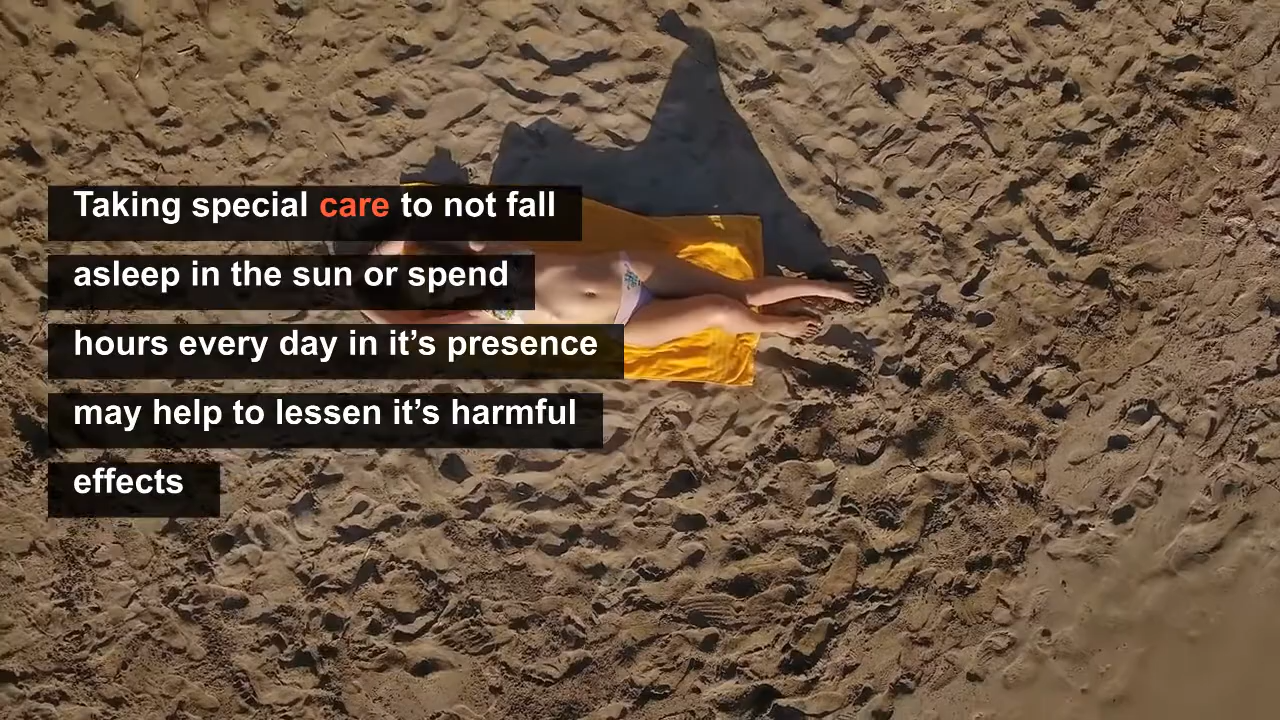 Taking special care to not fall
asleep in the sun or spend
hours every day in it’s presence
may help to lessen it’s harmful
effects